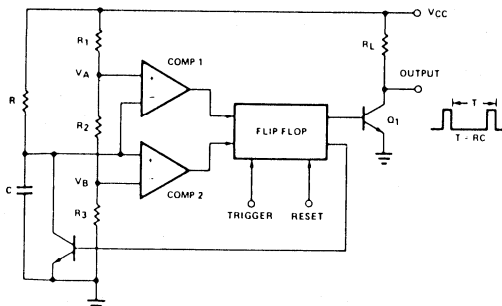 VCC
R1
RL
VA
COMP 1
OUTPUT
R
+
−
Q1
T
R2
FLIP FLOP
T - RC
+
−
C
VB
COMP 2
R3
TRIGGER
RESET